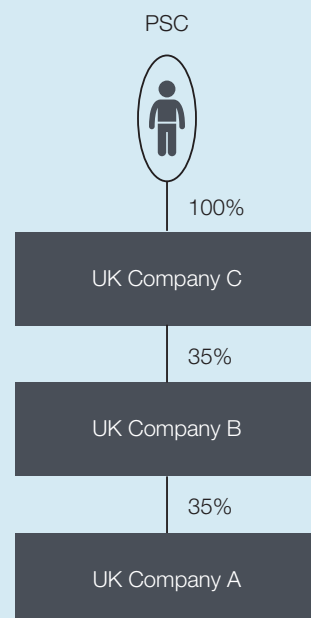 PSC
100%
UK Company C
35%
UK Company B
35%
UK Company A